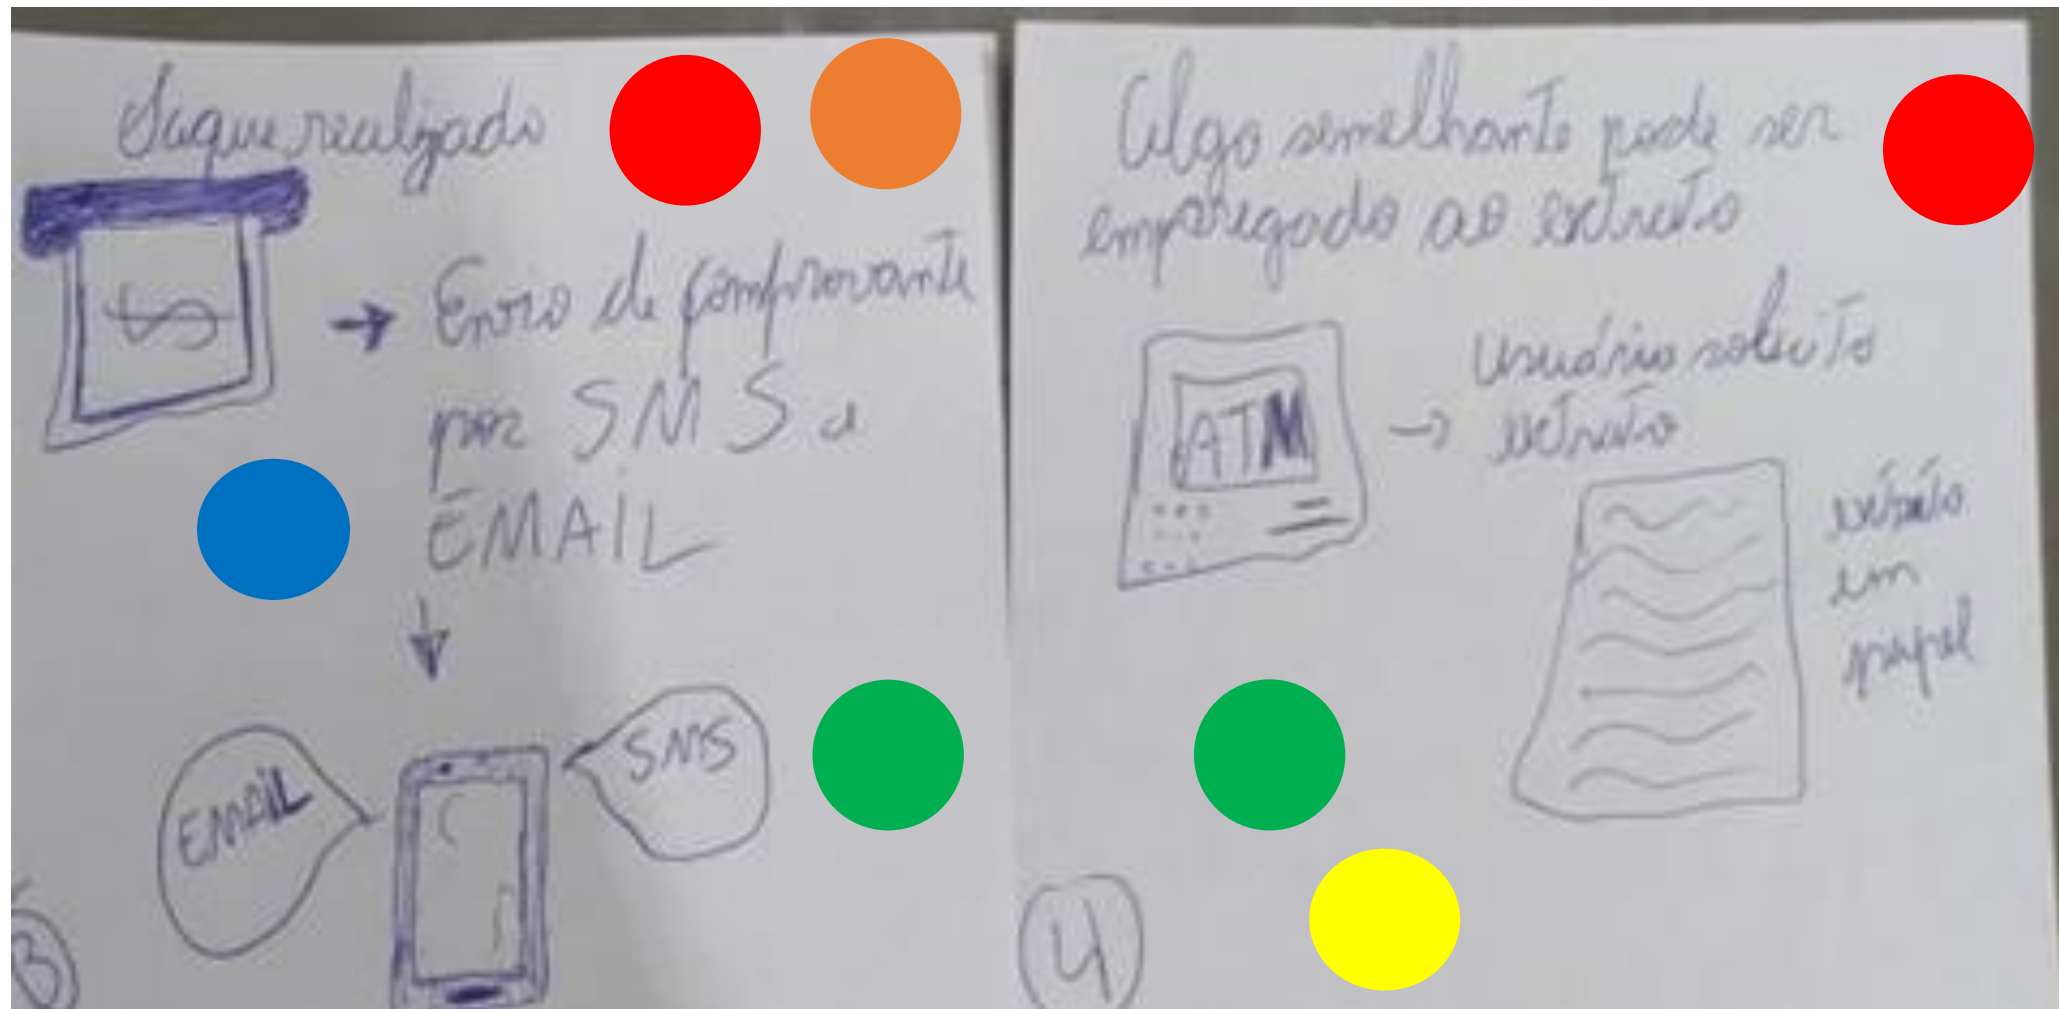 Saque realizado
$
→ Envio de comprovante
por SMS e
EMAIL
EMAIL
SMS
3
Algo semelhante pode ser
empregado ao extrato
ATM
→ Usuário solicita
extrato
extrato
em
papel
4